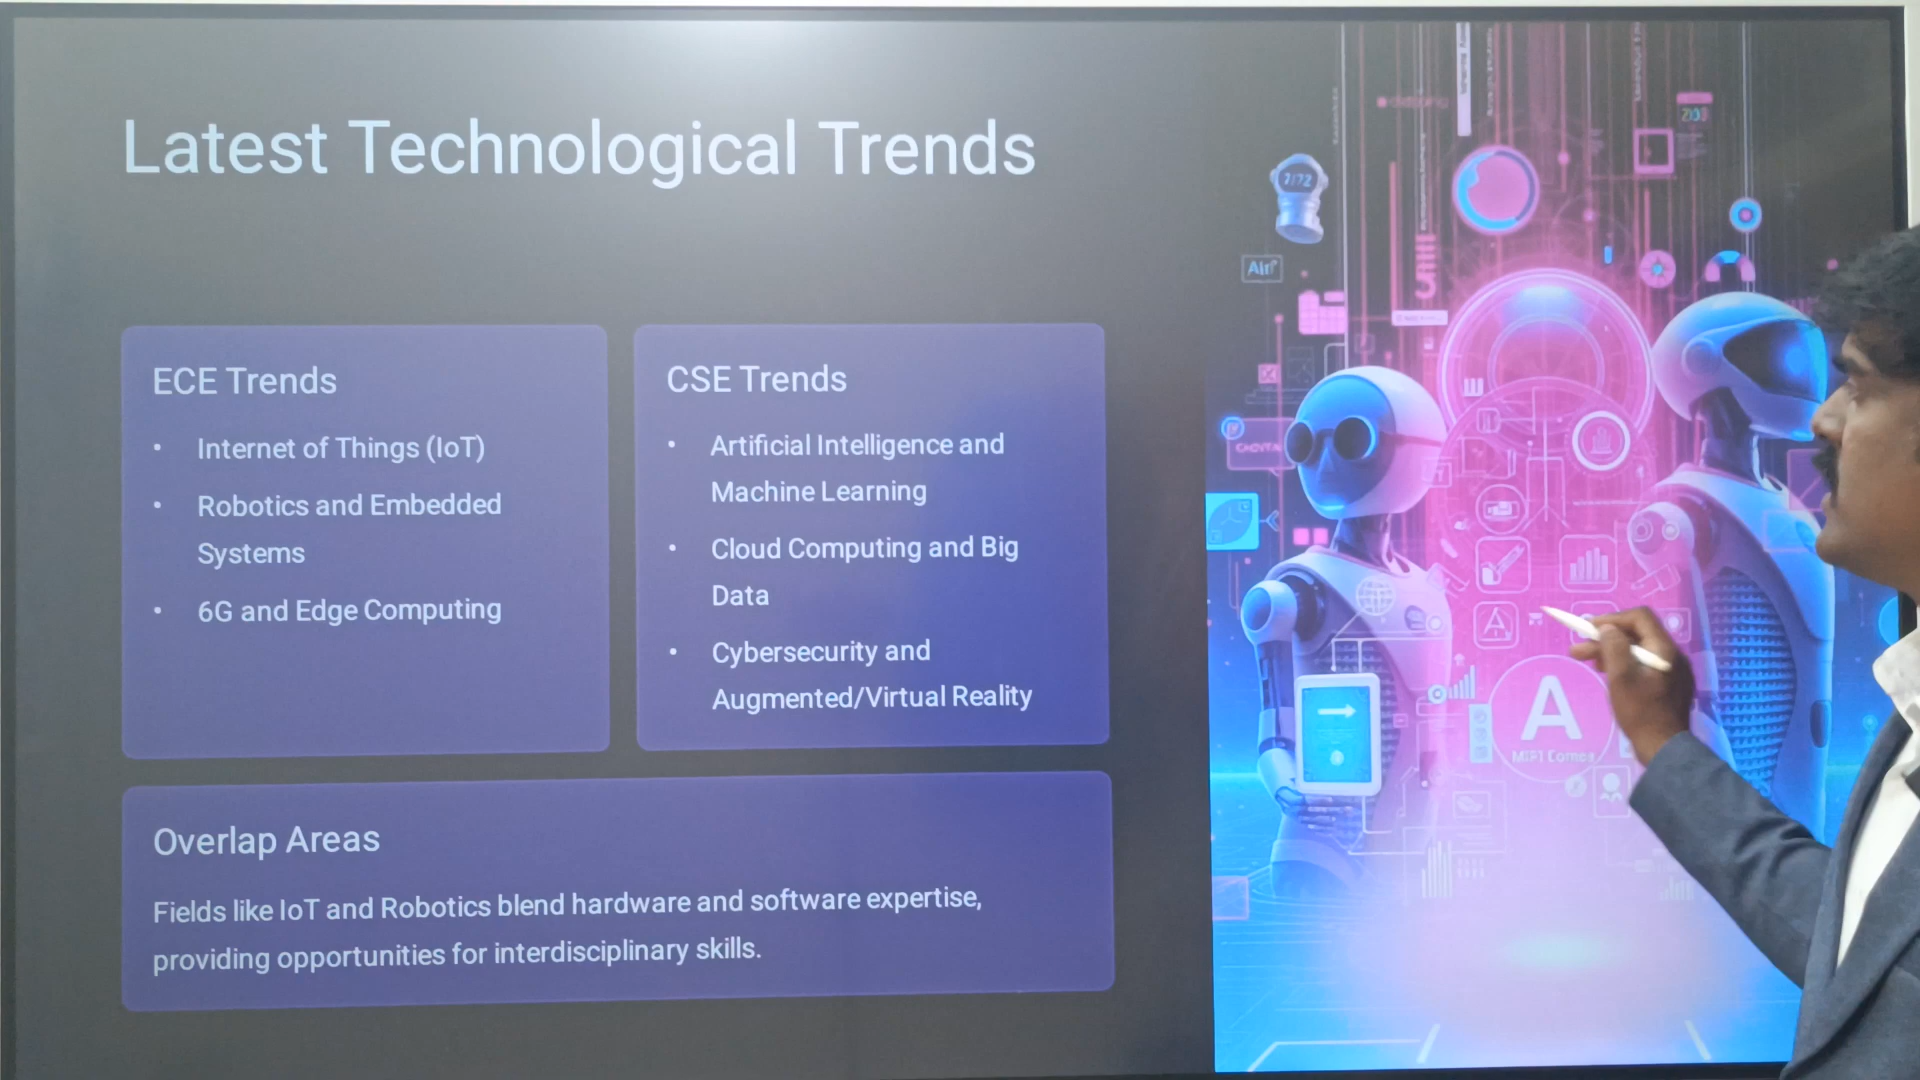 Latest Technological Trends
ECE Trends
• Internet of Things (IoT)
• Robotics and Embedded
Systems
• 6G and Edge Computing
CSE Trends
• Artificial Intelligence and
Machine Learning
• Cloud Computing and Big
Data
• Cybersecurity and
Augmented/Virtual Reality
Overlap Areas
Fields like IoT and Robotics blend hardware and software expertise,
providing opportunities for interdisciplinary skills.
7/72
A